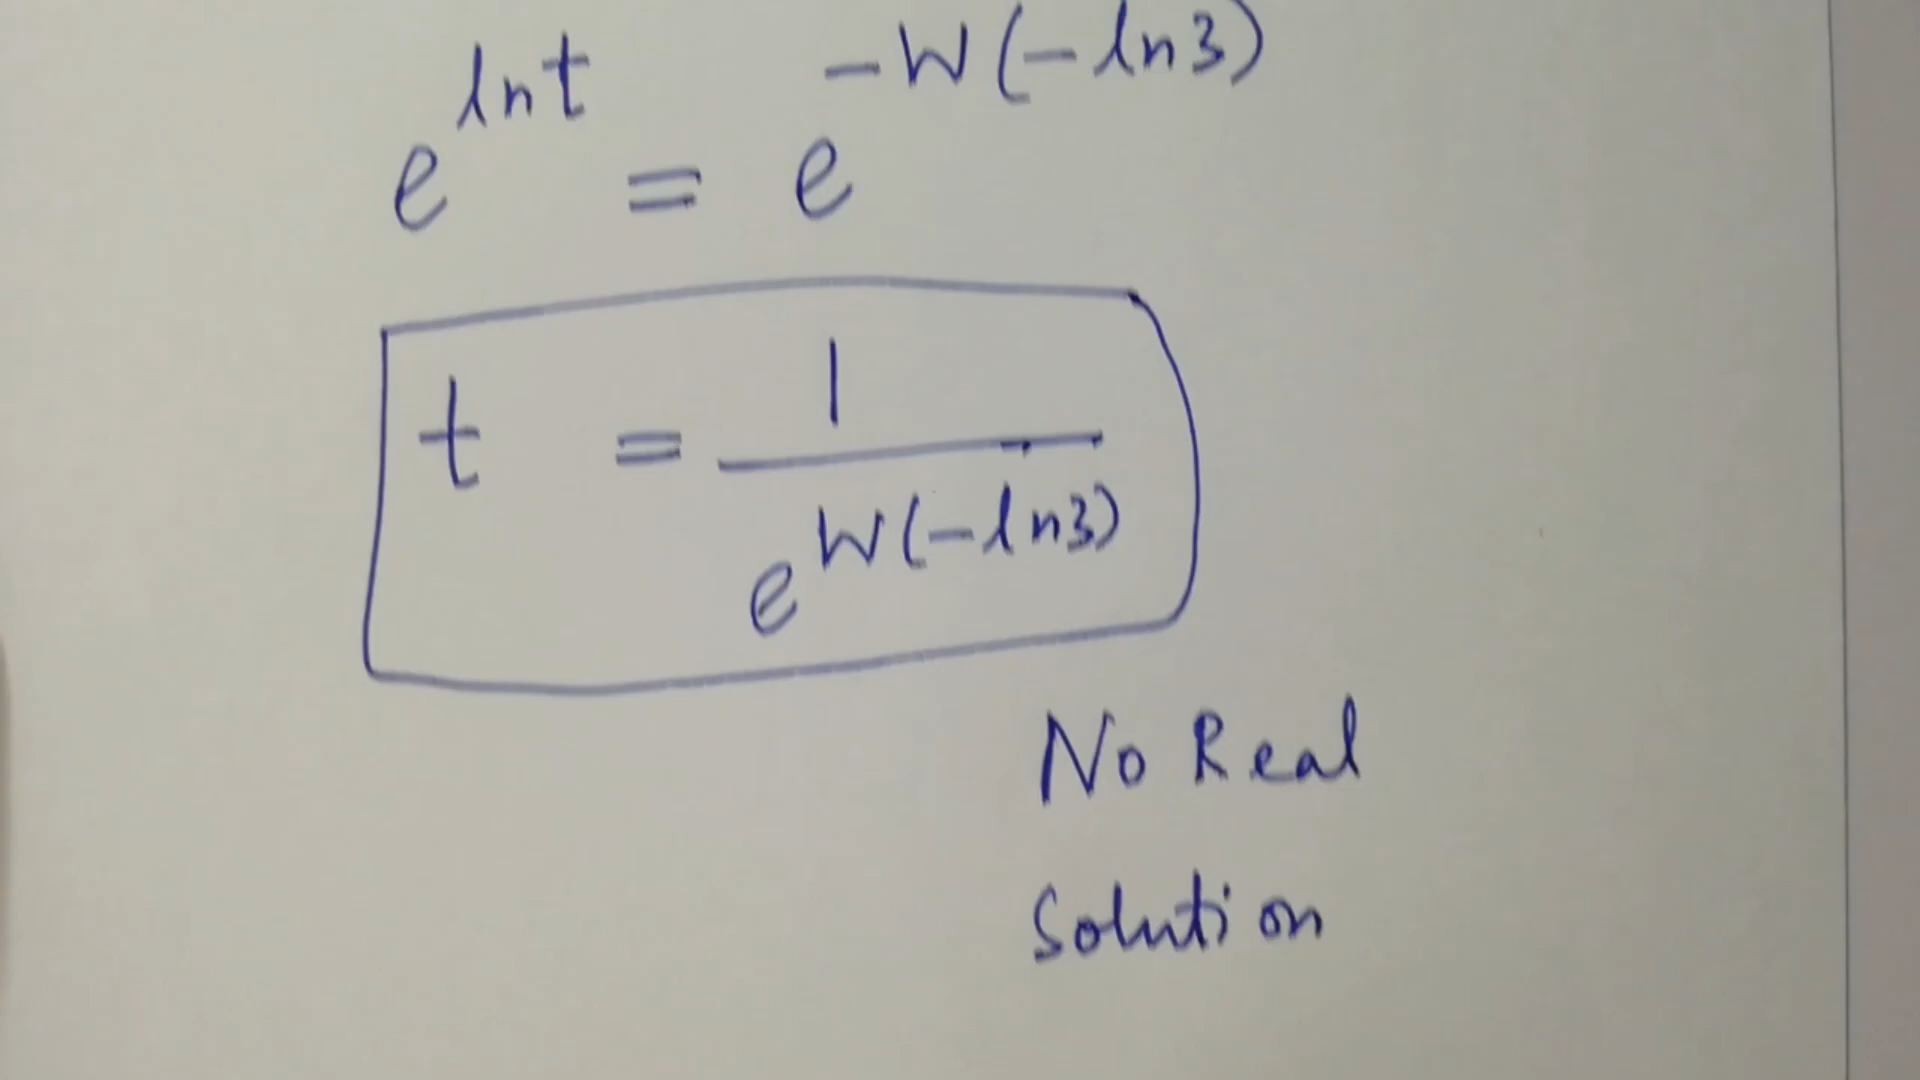 e^{ln t} = e^{-W(-ln3)}
t = 1/e^{W(-ln3)}
No Real
Solution